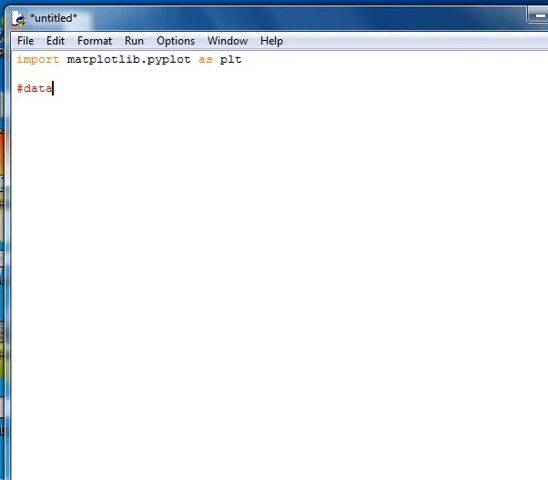 *untitled*
File Edit Format Run Options Window Help
import matplotlib.pyplot as plt
#data